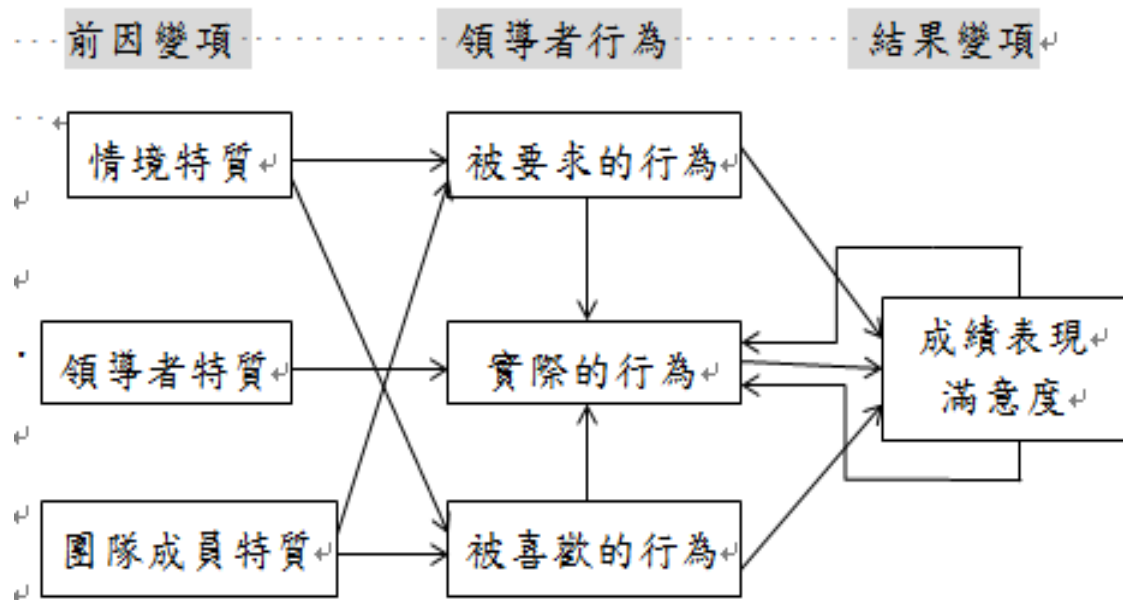 前因變項 領導者行為 結果變項
情境特質 被要求的行為
領導者特質 實際的行為 成績表現
滿意度
團隊成員特質 被喜歡的行為